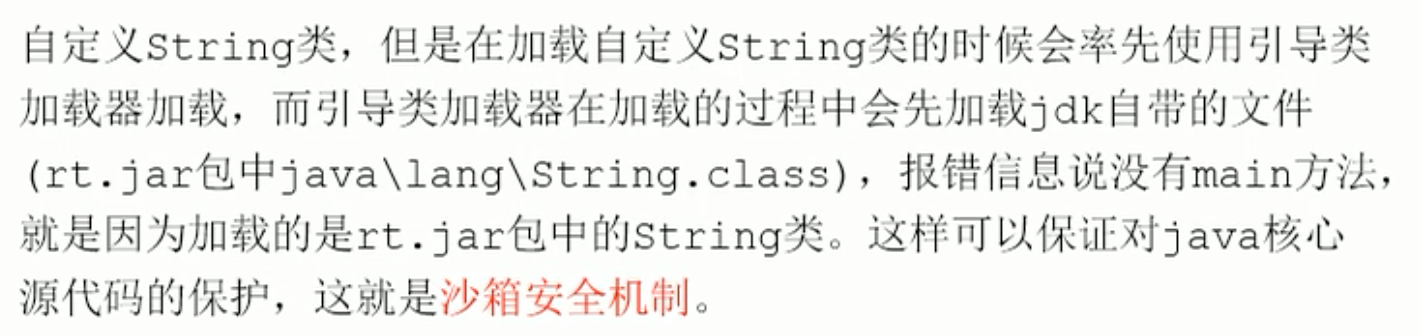 自定义String类，但是在加载自定义String类的时候会率先使用引导类
加载器加载，而引导类加载器在加载的过程中会先加载jdk自带的文件
(rt.jar包中java\lang\String.class)，报错信息说没有main方法，
就是因为加载的是rt.jar包中的String类。这样可以保证对java核心
源代码的保护，这就是沙箱安全机制。